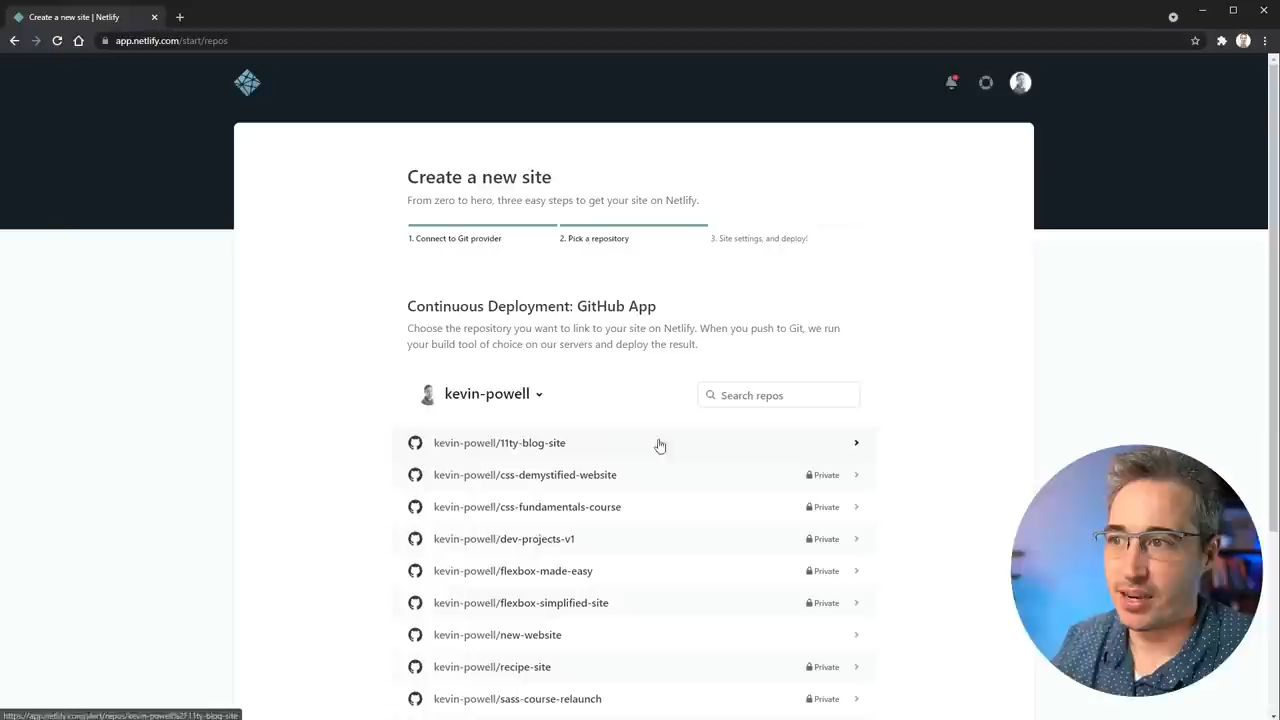 Create a new site | Netlify
app.netlify.com/start/repos
Create a new site
From zero to hero, three easy steps to get your site on Netlify.
1. Connect to Git provider
2. Pick a repository
3. Site settings, and deploy!
Continuous Deployment: GitHub App
Choose the repository you want to link to your site on Netlify. When you push to Git, we run
your build tool of choice on our servers and deploy the result.
kevin-powell
Search repos
kevin-powell/11ty-blog-site
kevin-powell/css-demystified-website Private
kevin-powell/css-fundamentals-course Private
kevin-powell/dev-projects-v1 Private
kevin-powell/flexbox-made-easy Private
kevin-powell/flexbox-simplified-site Private
kevin-powell/new-website
kevin-powell/recipe-site Private
kevin-powell/sass-course-relaunch Private